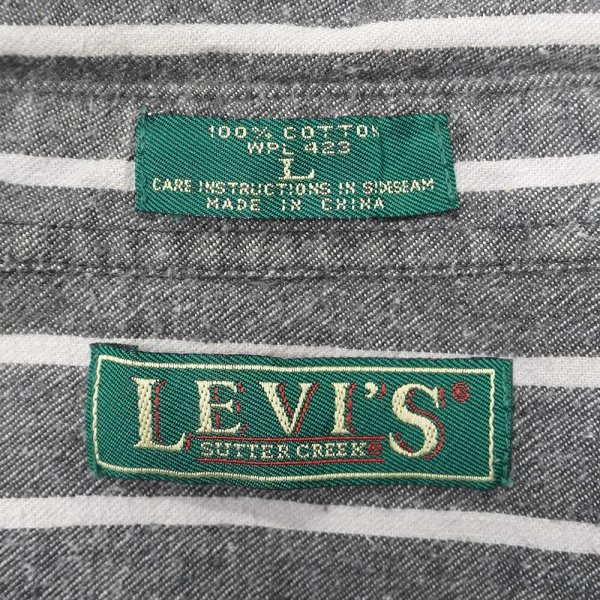 100% COTTON
WPL 423
L
CARE INSTRUCTIONS IN SIDESEAM
MADE IN CHINA
LEVI'S®
SUTTER CREEK®